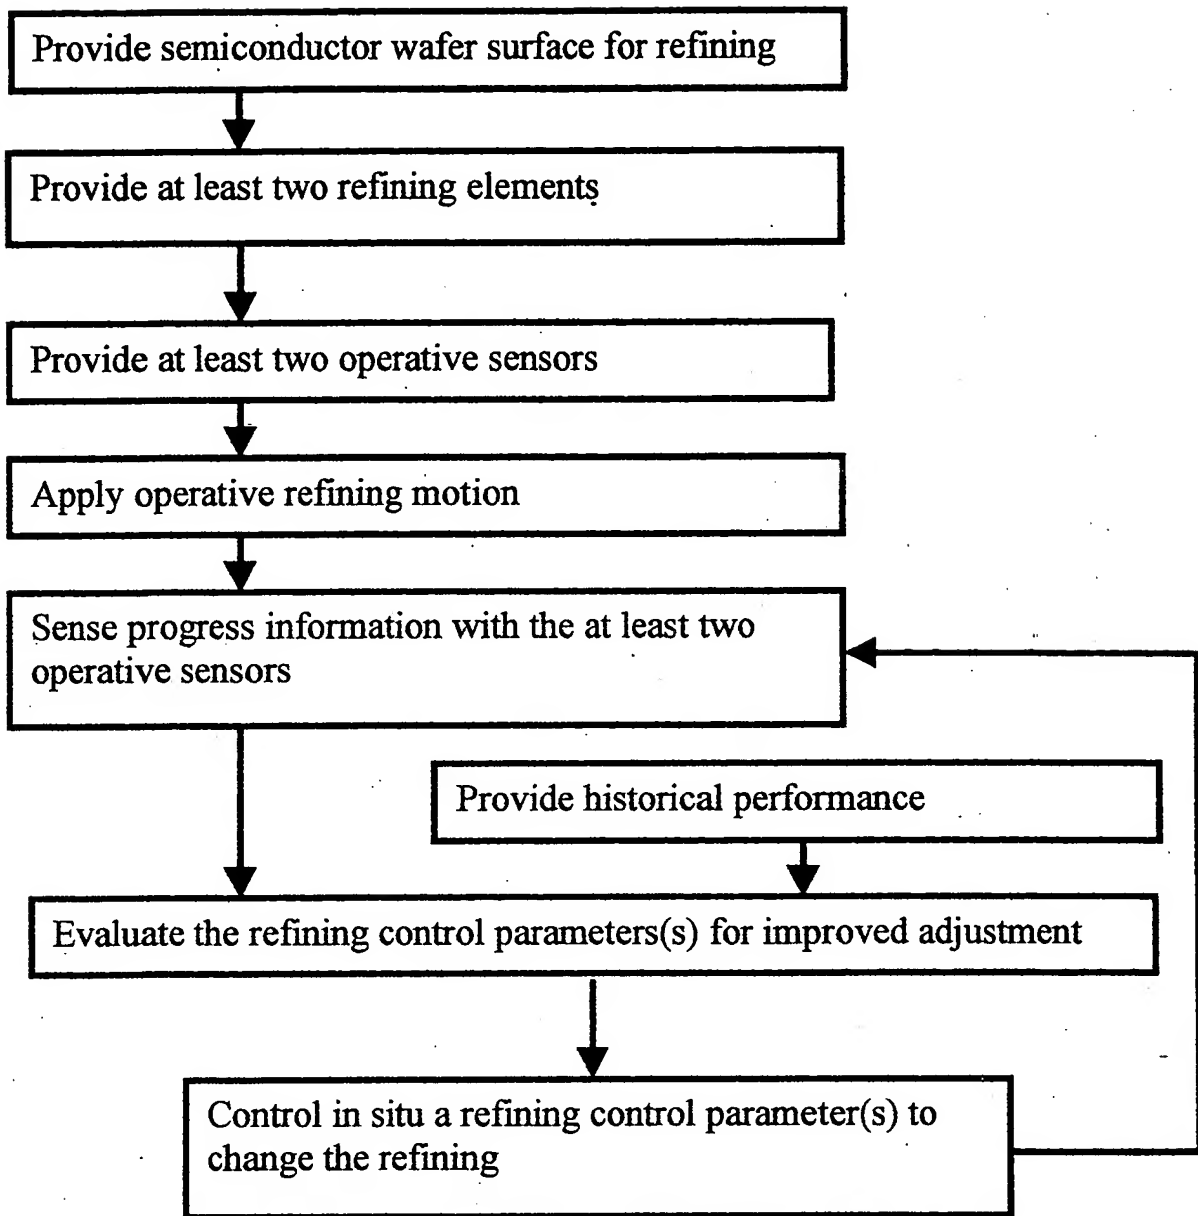 Provide semiconductor wafer surface for refining
Provide at least two refining elements
Provide at least two operative sensors
Apply operative refining motion
Sense progress information with the at least two
operative sensors
Provide historical performance
Evaluate the refining control parameters(s) for improved adjustment
Control in situ a refining control parameter(s) to
change the refining